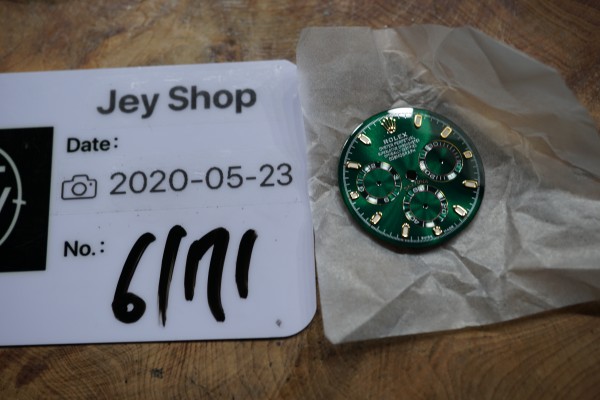 Jey Shop
Date:
2020-05-23
No.:
6171
ROLEX